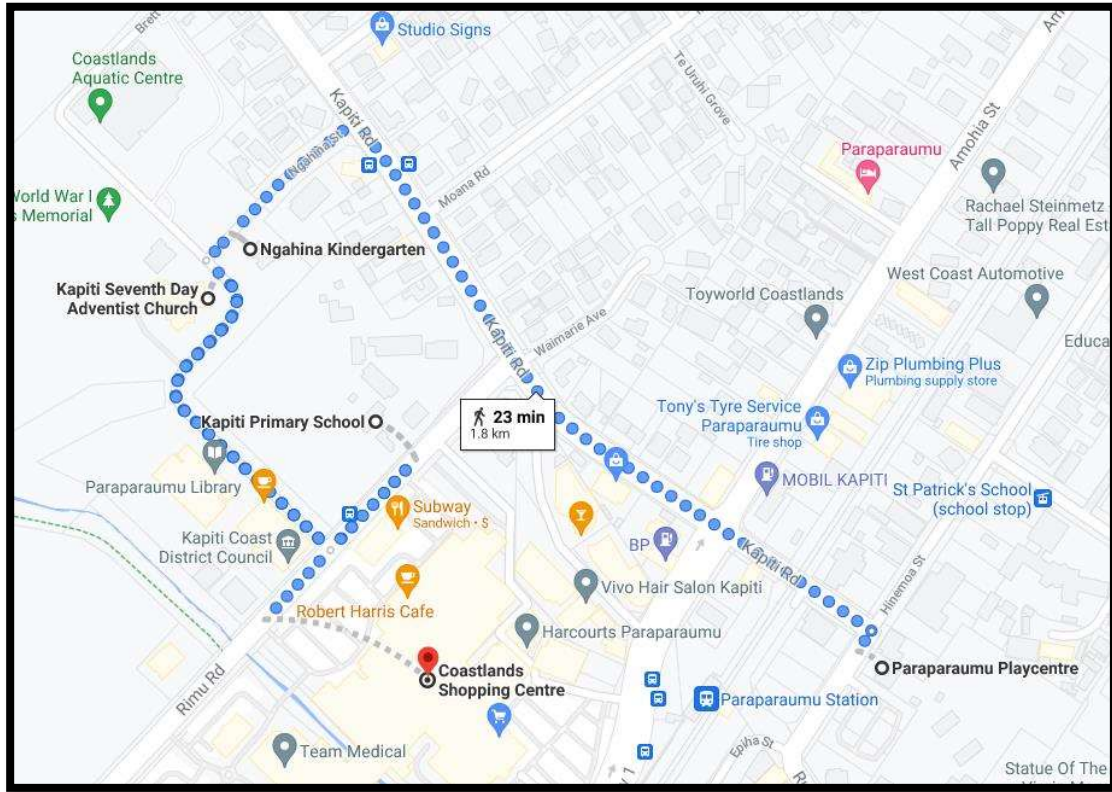 Brett
Studio Signs
Coastlands
Aquatic Centre
Kapiti Rd
Te Uruhi Grove
Amohia St
Ngahina St
Moana Rd
Paraparaumu
World War I
s Memorial
Rachael Steinmetz
Tall Poppy Real Est
Ngahina Kindergarten
West Coast Automotive
Kapiti Seventh Day
Adventist Church
Toyworld Coastlands
Kapiti Rd
Waimarie Ave
Educa
Zip Plumbing Plus
Plumbing supply store
Kapiti Primary School
23 min
1.8 km
Tony's Tyre Service
Paraparaumu
Tire shop
Paraparaumu Library
MOBIL KAPITI
St Patrick's School
(school stop)
Subway
Sandwich • $
Kapiti Coast
District Council
BP
Kapiti Rd
Hinemoa St
Vivo Hair Salon Kapiti
Robert Harris Cafe
Harcourts Paraparaumu
Coastlands
Shopping Centre
Paraparaumu Playcentre
Rimu Rd
Paraparaumu Station
Team Medical
Epiha St
Statue Of The